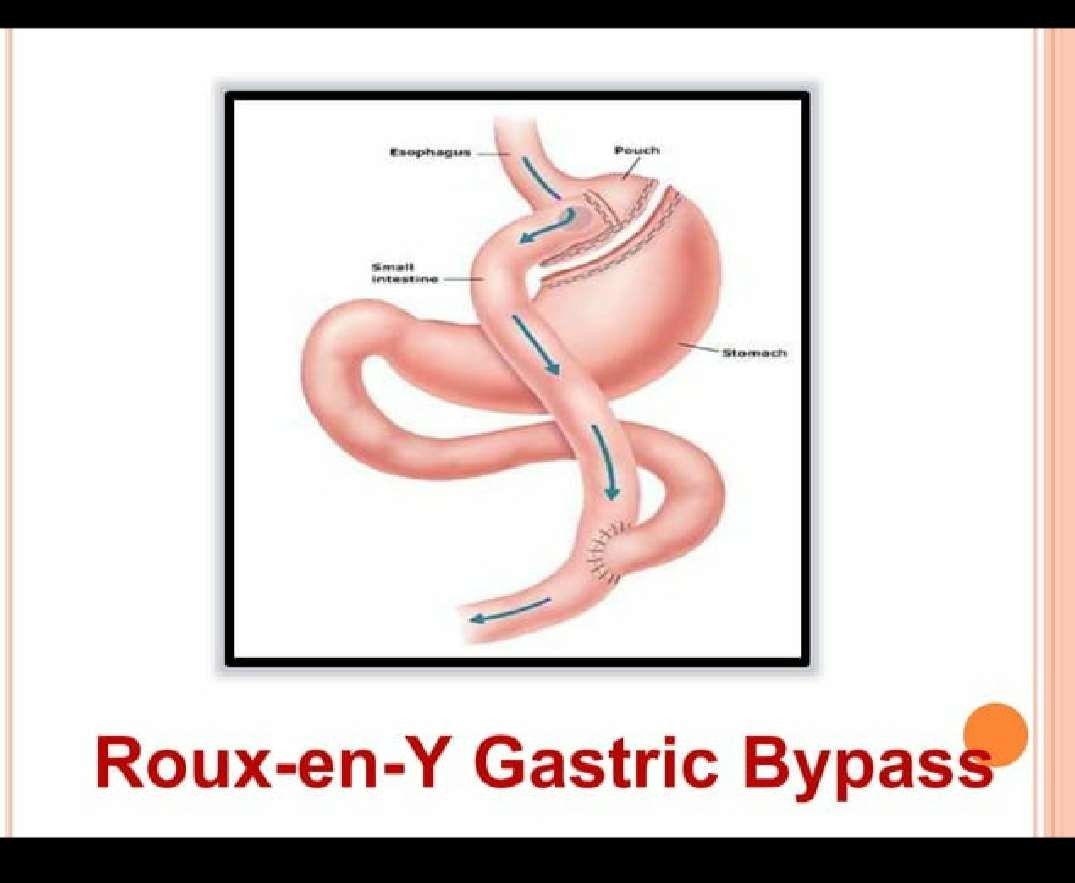 Esophagus
Pouch
Small
intestine
Stomach
Roux-en-Y Gastric Bypass